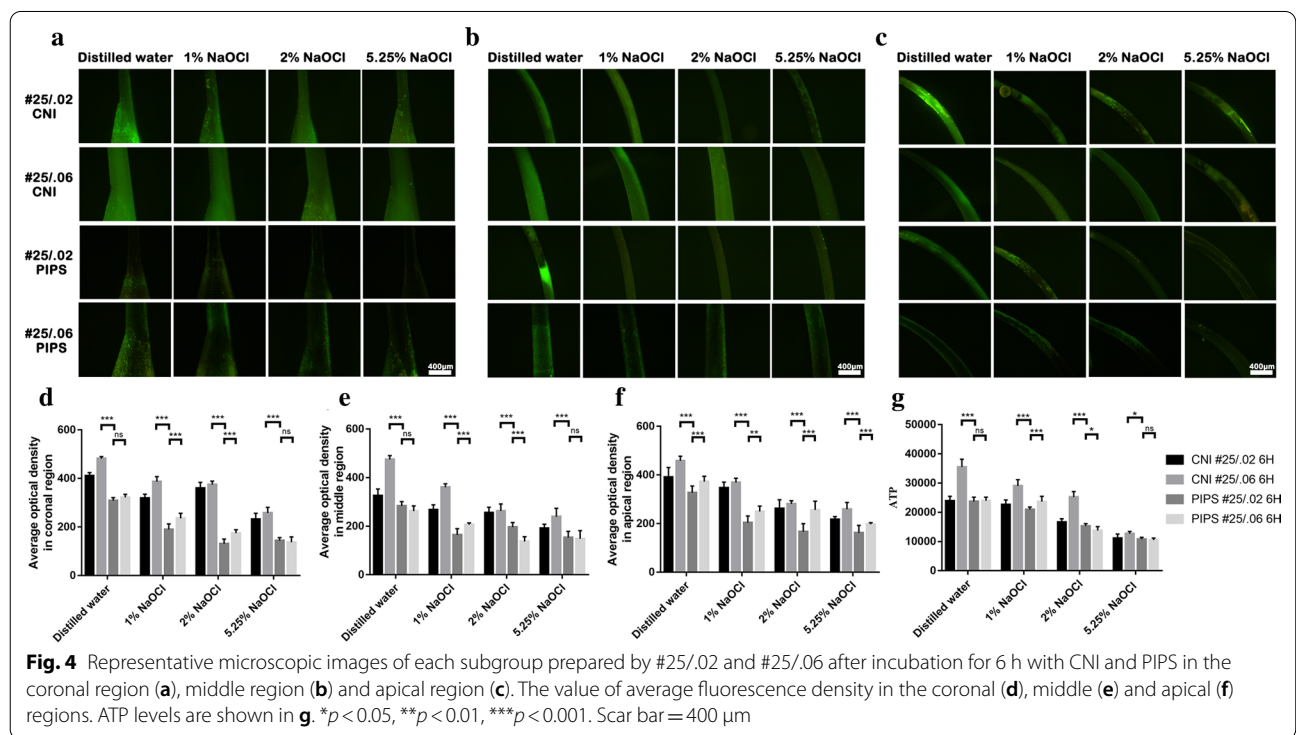 a
b
c
Distilled water 1% NaOCl 2% NaOCl 5.25% NaOCl
Distilled water 1% NaOCl 2% NaOCl 5.25% NaOCl
Distilled water 1% NaOCl 2% NaOCl 5.25% NaOCl
#25/.02
CNI
#25/.06
CNI
#25/.02
PIPS
#25/.06
PIPS
400µm
400µm
400µm
d
Average optical density
in coronal region
600
400
200
0
*** *** *** ***
ns *** *** ns
Distilled water
1% NaOCl
2% NaOCl
5.25% NaOCl
e
Average optical density
in middle region
600
400
200
0
*** *** *** ***
ns *** *** ns
Distilled water
1% NaOCl
2% NaOCl
5.25% NaOCl
f
Average optical density
in apical region
600
400
200
0
*** *** *** ***
*** ** *** ***
Distilled water
1% NaOCl
2% NaOCl
5.25% NaOCl
g
ATP
50000
40000
30000
20000
10000
0
*** *** *** *
ns *** * ns
Distilled water
1% NaOCl
2% NaOCl
5.25% NaOCl
CNI #25/.02 6H
CNI #25/.06 6H
PIPS #25/.02 6H
PIPS #25/.06 6H
Fig. 4 Representative microscopic images of each subgroup prepared by #25/.02 and #25/.06 after incubation for 6 h with CNI and PIPS in the
coronal region (a), middle region (b) and apical region (c). The value of average fluorescence density in the coronal (d), middle (e) and apical (f)
regions. ATP levels are shown in g. *p < 0.05, **p < 0.01, ***p < 0.001. Scar bar = 400 µm